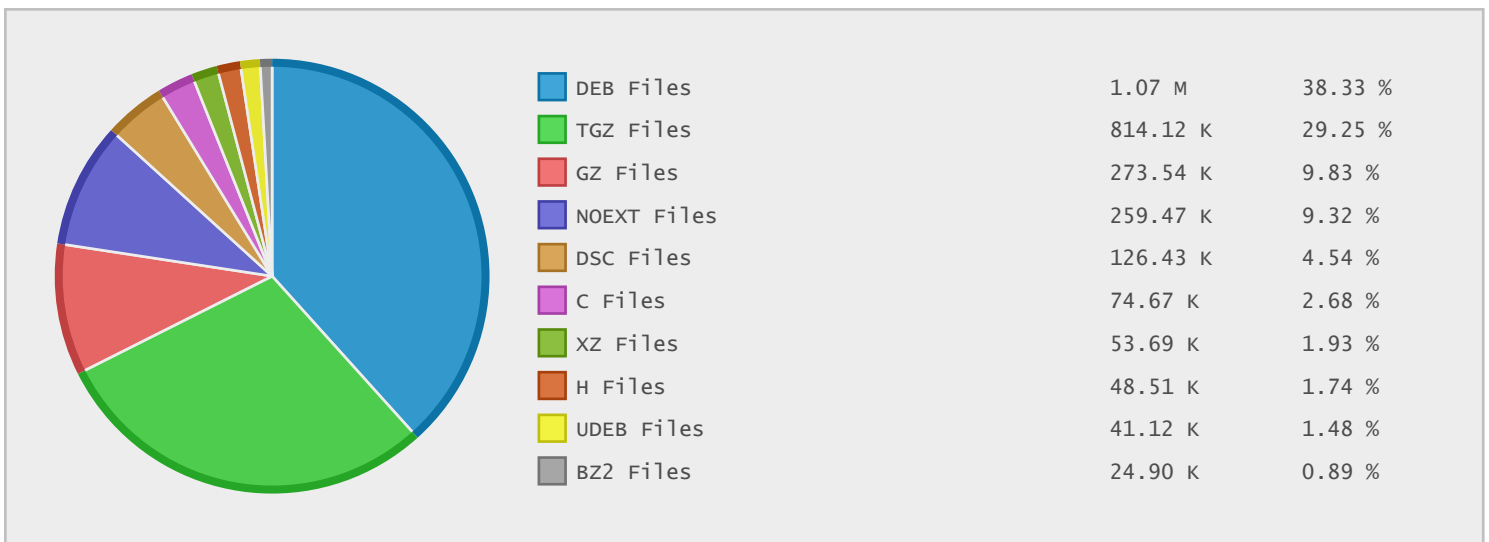 DEB Files 1.07 M 38.33 %
TGZ Files 814.12 K 29.25 %
GZ Files 273.54 K 9.83 %
NOEXT Files 259.47 K 9.32 %
DSC Files 126.43 K 4.54 %
C Files 74.67 K 2.68 %
XZ Files 53.69 K 1.93 %
H Files 48.51 K 1.74 %
UDEB Files 41.12 K 1.48 %
BZ2 Files 24.90 K 0.89 %